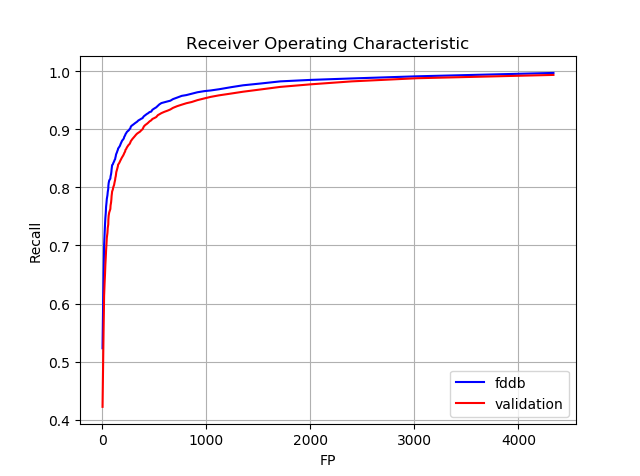 Receiver Operating Characteristic
1.0
0.9
0.8
0.7
0.6
0.5
0.4
Recall
0
1000
2000
3000
4000
FP
fddb
validation